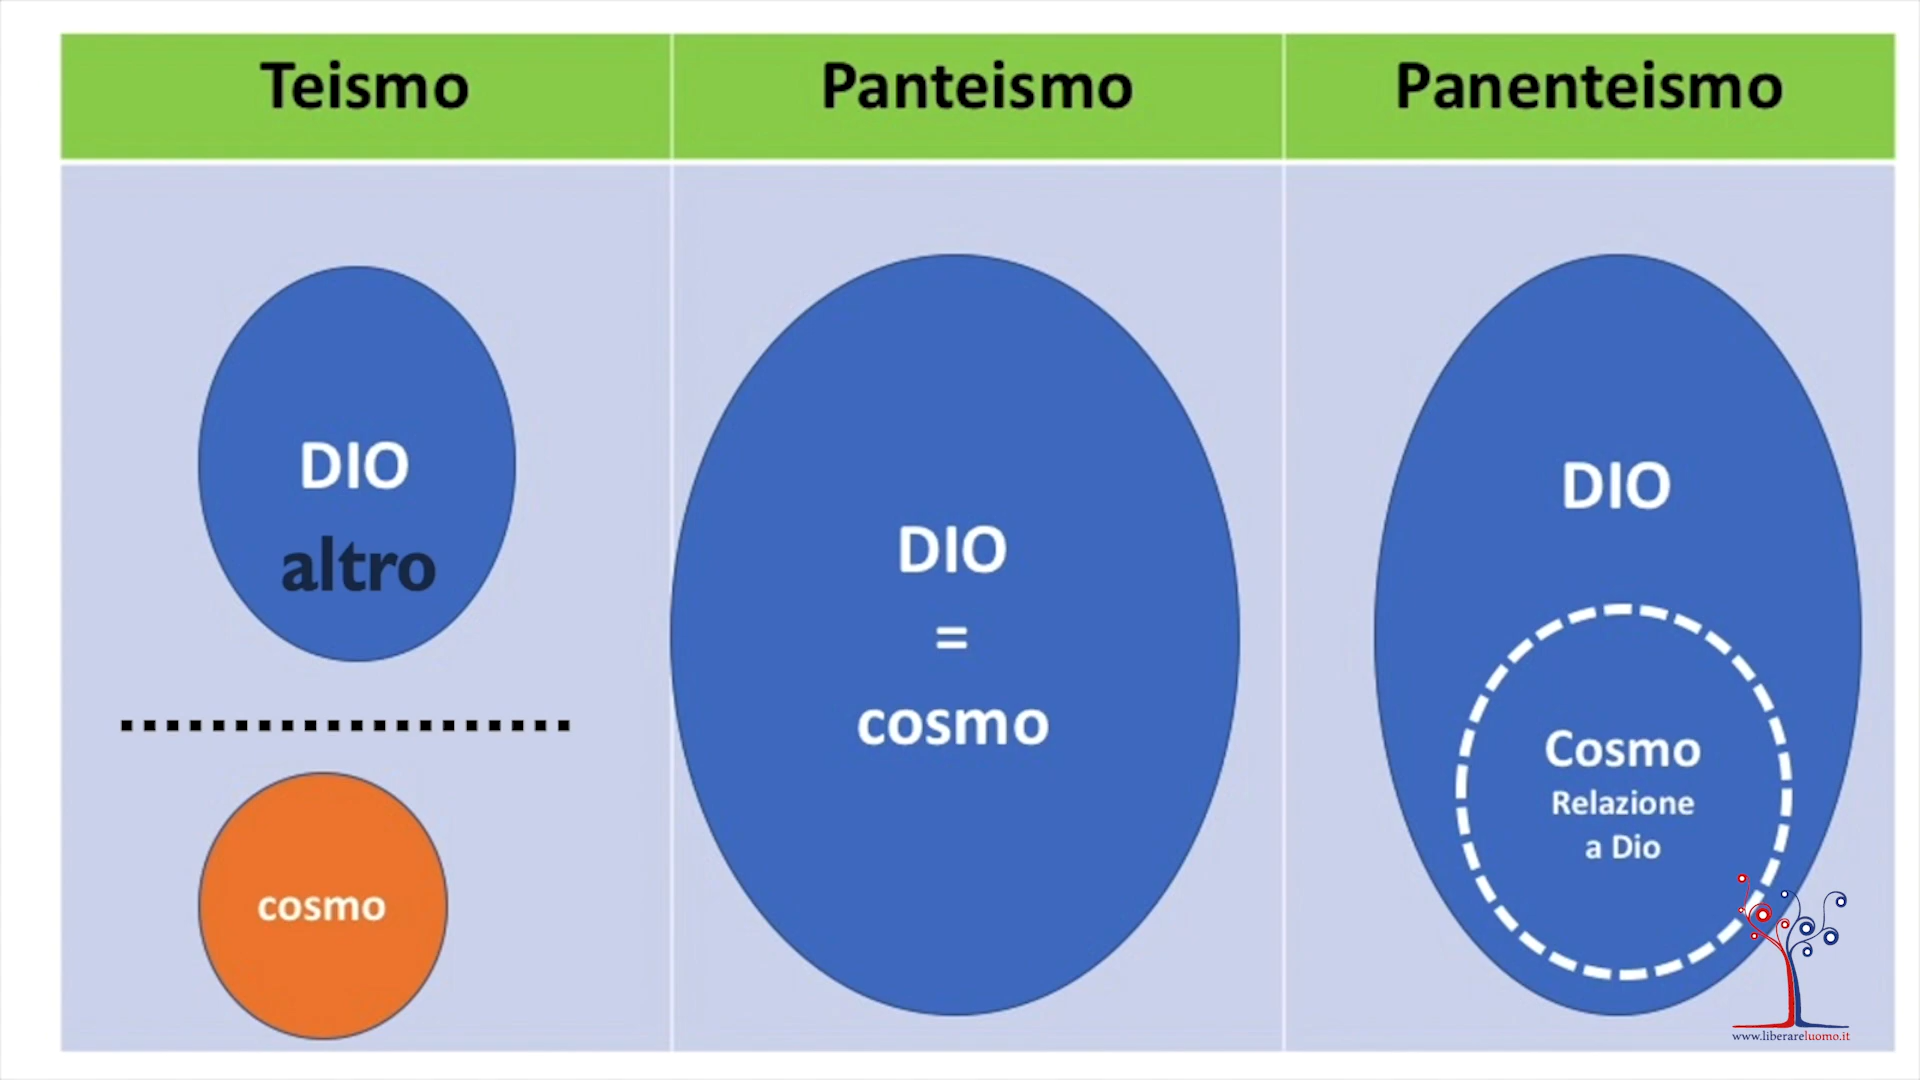 Teismo
Panteismo
Panenteismo
DIO
altro
cosmo
DIO
=
cosmo
DIO
Cosmo
Relazione
a Dio
www.liberareluomo.it